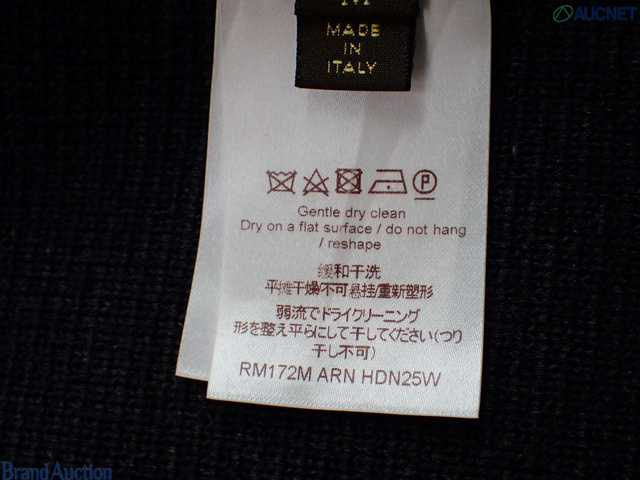 AUCNET
M
MADE
IN
ITALY
P
Gentle dry clean
Dry on a flat surface / do not hang
/ reshape
缓和干洗
平摊干燥/不可悬挂/重新塑形
弱流でドライクリーニング
形を整え平らにして干してください(つり
干し不可)
RM172M ARN HDN25W
Brand Auction